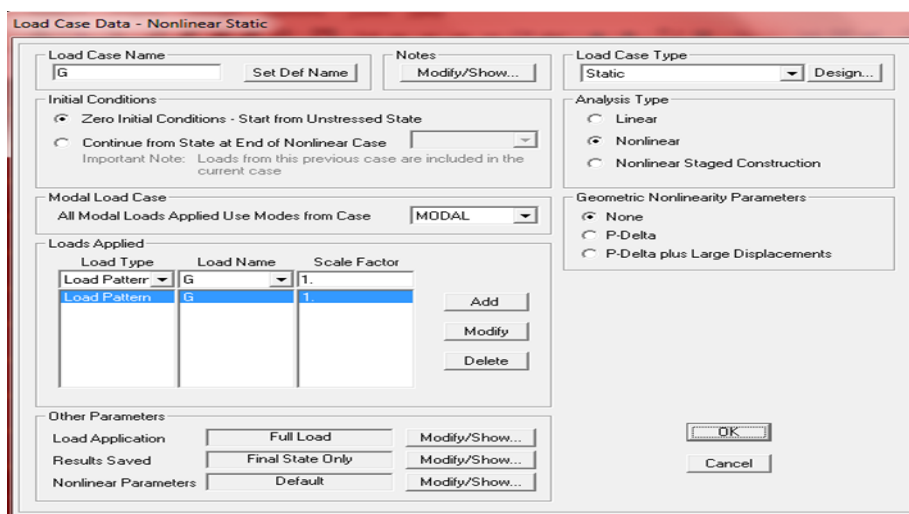 Load Case Data - Nonlinear Static
Load Case Name
G
Set Def Name
Notes
Modify/Show...
Load Case Type
Static
Design...
Initial Conditions
Zero Initial Conditions - Start from Unstressed State
Continue from State at End of Nonlinear Case
Important Note: Loads from this previous case are included in the
current case
Analysis Type
Linear
Nonlinear
Nonlinear Staged Construction
Modal Load Case
All Modal Loads Applied Use Modes from Case
MODAL
Geometric Nonlinearity Parameters
None
P-Delta
P-Delta plus Large Displacements
Loads Applied
Load Type Load Name Scale Factor
Load Pattern G 1.
Load Pattern G 1.
Add
Modify
Delete
Other Parameters
Load Application Full Load Modify/Show...
Results Saved Final State Only Modify/Show...
Nonlinear Parameters Default Modify/Show...
OK
Cancel